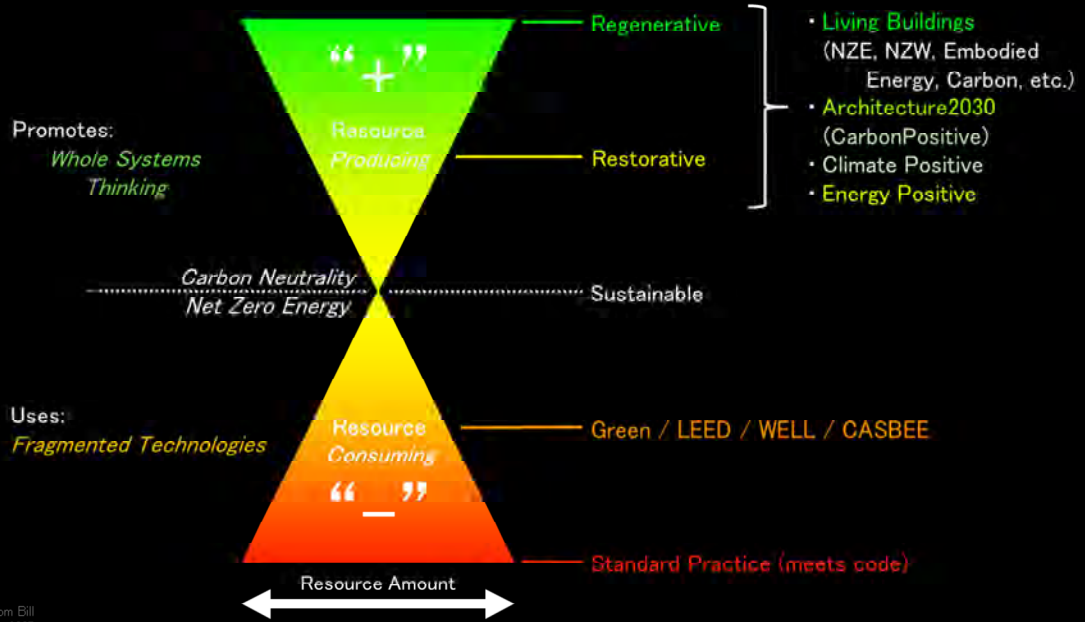 Regenerative
“+”
Resource
Producing
Restorative
Promotes:
Whole Systems
Thinking
・Living Buildings
(NZE, NZW, Embodied
Energy, Carbon, etc.)
・Architecture2030
(CarbonPositive)
・Climate Positive
・Energy Positive
Carbon Neutrality
Net Zero Energy
Sustainable
Uses:
Fragmented Technologies
Resource
Consuming
“−”
Green / LEED / WELL / CASBEE
Standard Practice (meets code)
Resource Amount
om Bill